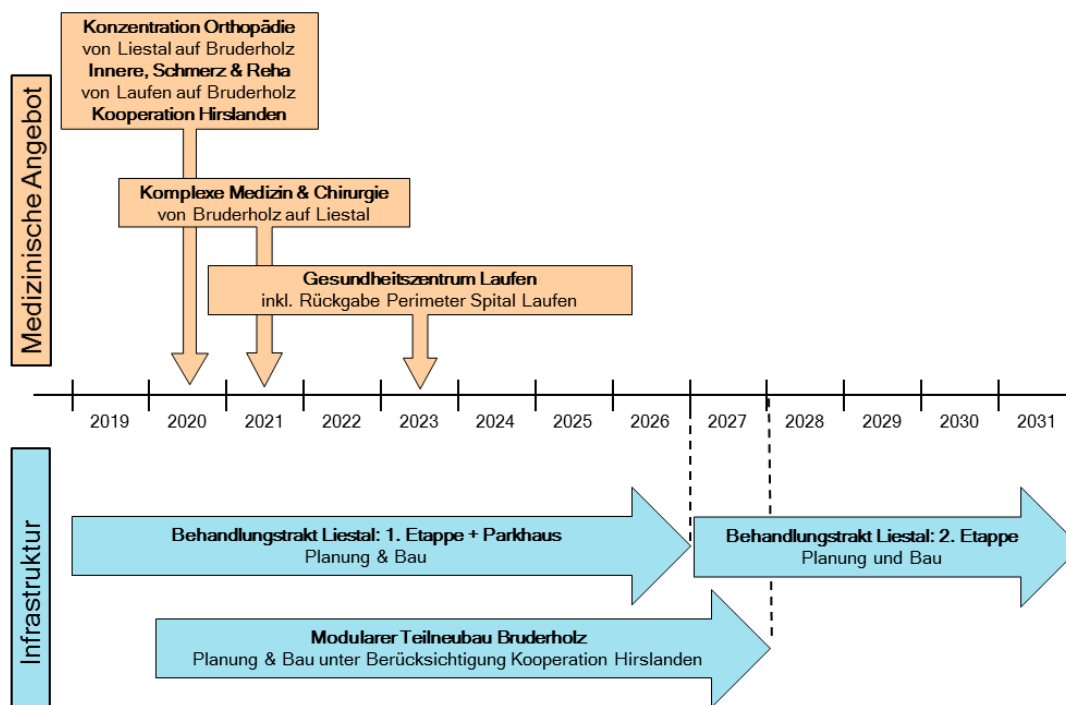 Medizinische Angebot
Konzentration Orthopädie
von Liestal auf Bruderholz
Innere, Schmerz & Reha
von Laufen auf Bruderholz
Kooperation Hirslanden
Komplexe Medizin & Chirurgie
von Bruderholz auf Liestal
Gesundheitszentrum Laufen
inkl. Rückgabe Perimeter Spital Laufen
2019 2020 2021 2022 2023 2024 2025 2026 2027 2028 2029 2030 2031
Infrastruktur
Behandlungstrakt Liestal: 1. Etappe + Parkhaus
Planung & Bau
Behandlungstrakt Liestal: 2. Etappe
Planung und Bau
Modularer Teilneubau Bruderholz
Planung & Bau unter Berücksichtigung Kooperation Hirslanden